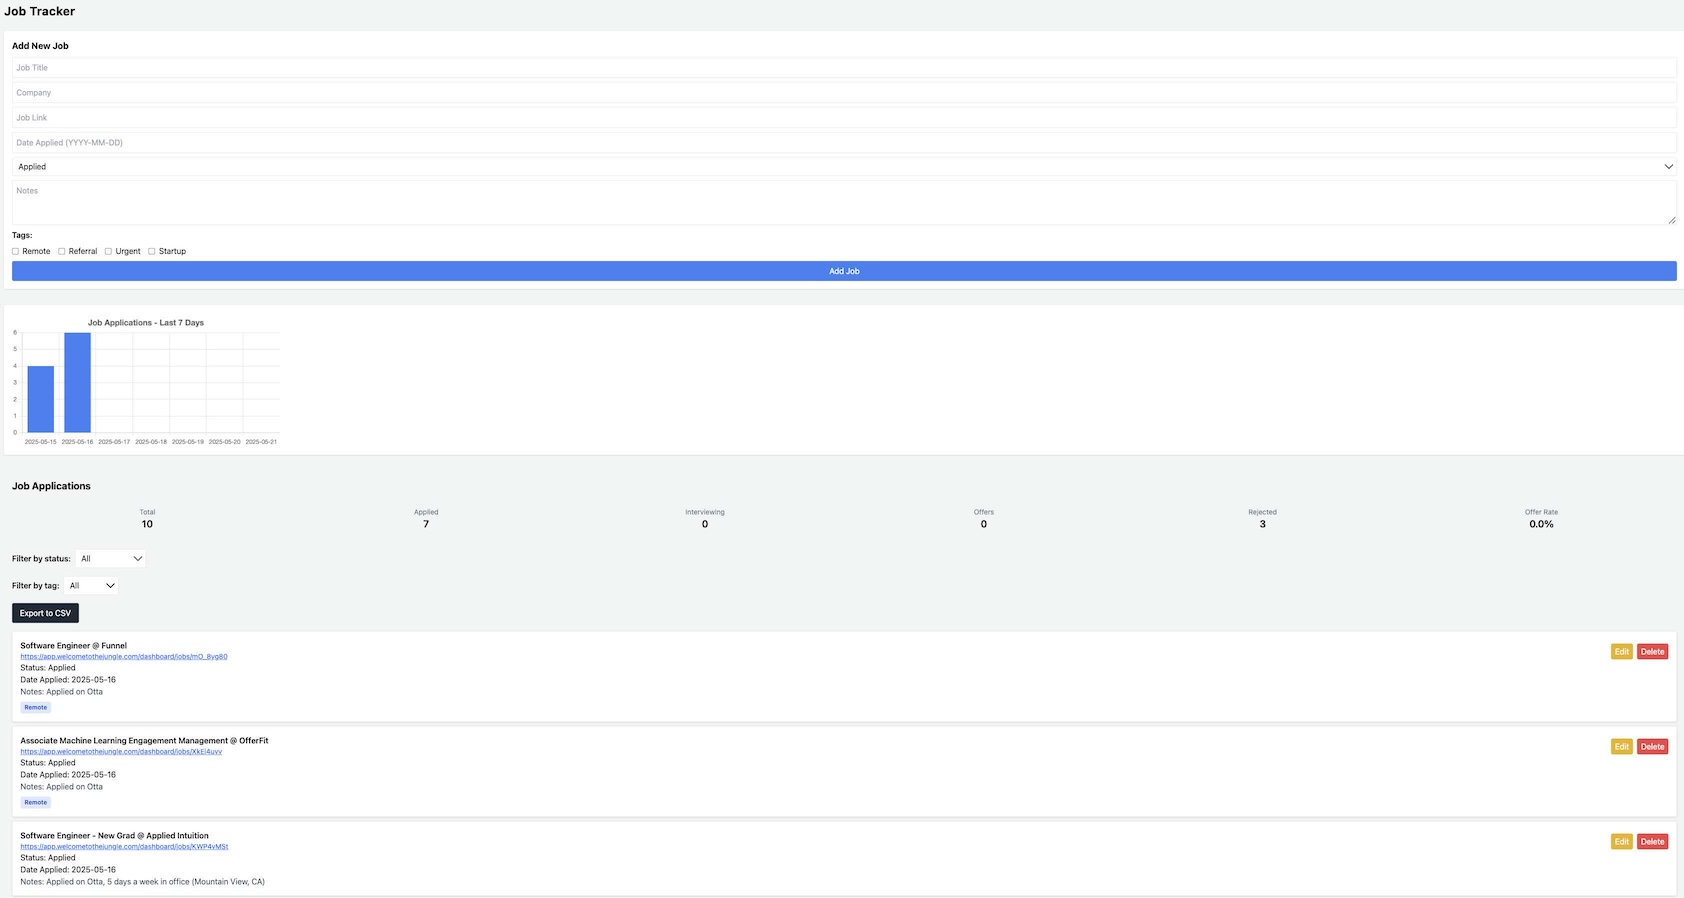 Job Tracker
Add New Job
Job Title
Company
Job Link
Date Applied (YYYY-MM-DD)
Applied
Notes
Tags:
Remote Referral Urgent Startup
Add Job
Job Applications - Last 7 Days
6
5
4
3
2
1
0
2025-05-15 2025-05-16 2025-05-17 2025-05-18 2025-05-19 2025-05-20 2025-05-21
Job Applications
Total Applied Interviewing Offers Rejected Offer Rate
10 7 0 0 3 0.0%
Filter by status: All
Filter by tag: All
Export to CSV
Software Engineer @ Funnel
Edit Delete
https://app.welcometothejungle.com/dashboard/jobs/mO_8vg80
Status: Applied
Date Applied: 2025-05-16
Notes: Applied on Otta
Remote
Associate Machine Learning Engagement Management @ OfferFit
Edit Delete
Status: Applied
Date Applied: 2025-05-16
Notes: Applied on Otta
Remote
Software Engineer - New Grad @ Applied Intuition
Edit Delete
https://app.welcometothejungle.com/dashboard/jobs/KWP4vMSt
Status: Applied
Date Applied: 2025-05-16
Notes: Applied on Otta, 5 days a week in office (Mountain View, CA)